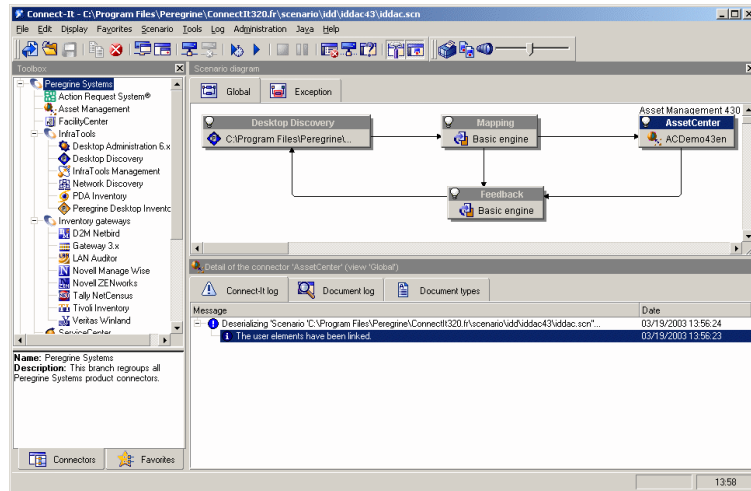 Connect-It - C:\Program Files\Peregrine\ConnectIt320.fr\scenario\idd\iddac43\iddac.scn
File Edit Display Favorites Scenario Tools Log Administration Java Help
Toolbox
Scenario diagram
Peregrine Systems
Action Request System®
Asset Management
FacilityCenter
InfraTools
Desktop Administration 6.x
Desktop Discovery
InfraTools Management
Network Discovery
PDA Inventory
Peregrine Desktop Invento
Inventory gateways
D2M Netbird
Gateway 3.x
LAN Auditor
Novell Manage Wise
Novell ZENworks
Tally NetCensus
Tivoli Inventory
Veritas Winland
ServiceCenter
Name: Peregrine Systems
Description: This branch regroups all
Peregrine Systems product connectors.
Connectors Favorites
Global Exception
Asset Management 430
Desktop Discovery Mapping AssetCenter
C:\Program Files\Peregrine\... Basic engine ACDemo43en
Feedback
Basic engine
Detail of the connector 'AssetCenter' (view 'Global')
Connect-It log Document log Document types
Message Date
Deserializing 'Scenario 'C:\Program Files\Peregrine\ConnectIt320.fr\scenario\idd\iddac43\iddac.scn''... 03/19/2003 13:56:24
The user elements have been linked. 03/19/2003 13:56:23
13:58